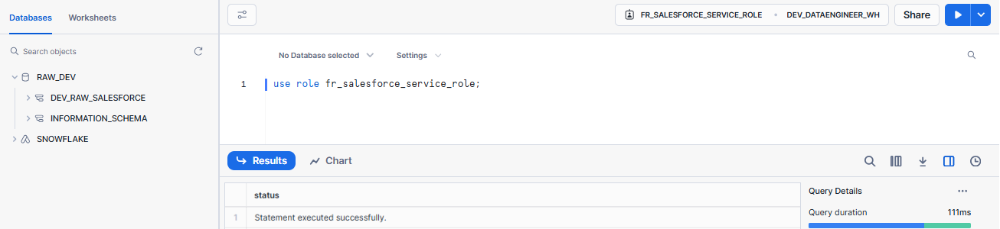 Databases Worksheets
FR_SALESFORCE_SERVICE_ROLE • DEV_DATAENGINEER_WH Share
Search objects
No Database selected Settings
RAW_DEV
1 use role fr_salesforce_service_role;
DEV_RAW_SALESFORCE
INFORMATION_SCHEMA
SNOWFLAKE
Results Chart
status
Query Details ...
1 Statement executed successfully.
Query duration 111ms